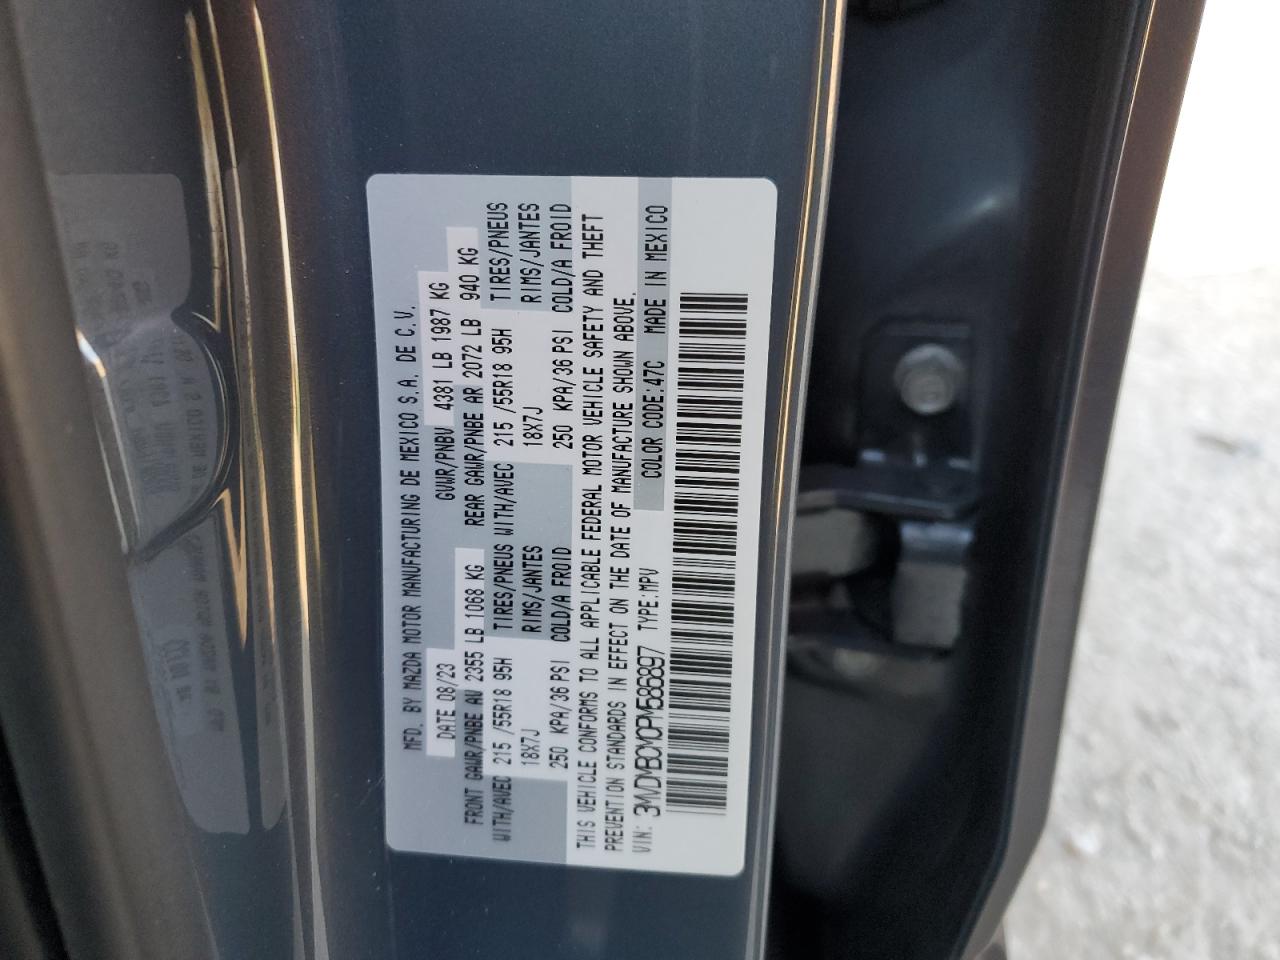 MFD. BY MAZDA MOTOR MANUFACTURING DE MEXICO S.A. DE C.V.
DATE 08/23 GVWR/PNBV 4381 LB 1987 KG
FRONT GAWR/PNBE AV 2355 LB 1068 KG REAR GAWR/PNBE AR 2072 LB 940 KG
WITH/AVEC 215 /55R18 95H TIRES/PNEUS WITH/AVEC 215 /55R18 95H TIRES/PNEUS
18X7J RIMS/JANTES 18X7J RIMS/JANTES
250 KPA/36 PSI COLD/A FROID 250 KPA/36 PSI COLD/A FROID
THIS VEHICLE CONFORMS TO ALL APPLICABLE FEDERAL MOTOR VEHICLE SAFETY AND THEFT
PREVENTION STANDARDS IN EFFECT ON THE DATE OF MANUFACTURE SHOWN ABOVE.
VIN: 3MVDMBCY0PM586897 TYPE:MPV COLOR CODE:47C MADE IN MEXICO